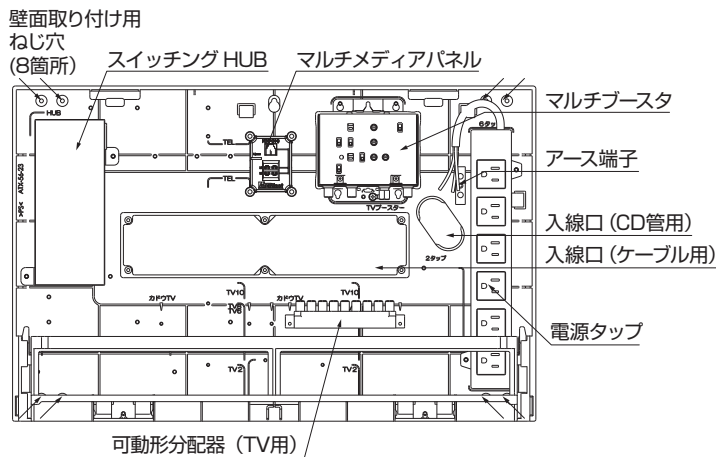 壁面取り付け用
ねじ穴
(8箇所)
スイッチング HUB
マルチメディアパネル
マルチブースタ
HUB
TEL
6タップ
アース端子
TEL
TVブースター
入線口 (CD管用)
2タップ
入線口 (ケーブル用)
カドウTV
TV10
カドウTV
TV10
電源タップ
TV2
TV2
可動形分配器 (TV用)